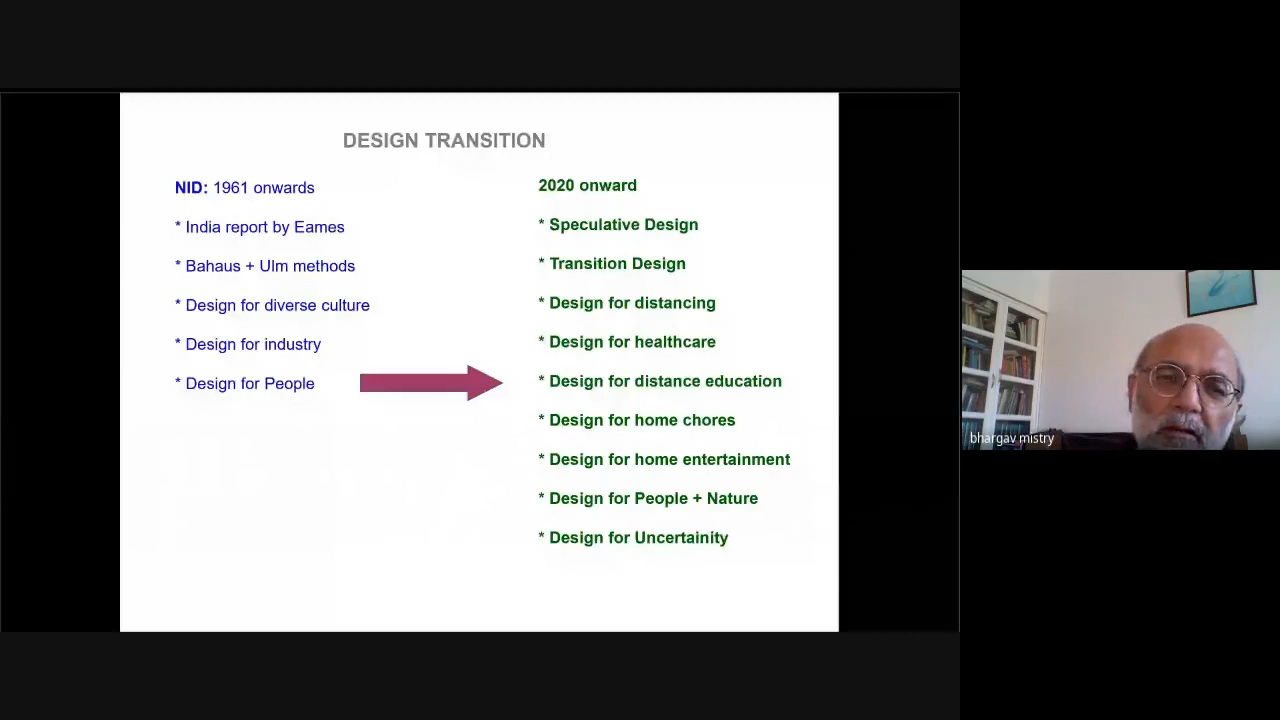 DESIGN TRANSITION
NID: 1961 onwards
* India report by Eames
* Bahaus + Ulm methods
* Design for diverse culture
* Design for industry
* Design for People
2020 onward
* Speculative Design
* Transition Design
* Design for distancing
* Design for healthcare
* Design for distance education
* Design for home chores
* Design for home entertainment
* Design for People + Nature
* Design for Uncertainity
bhargav mistry